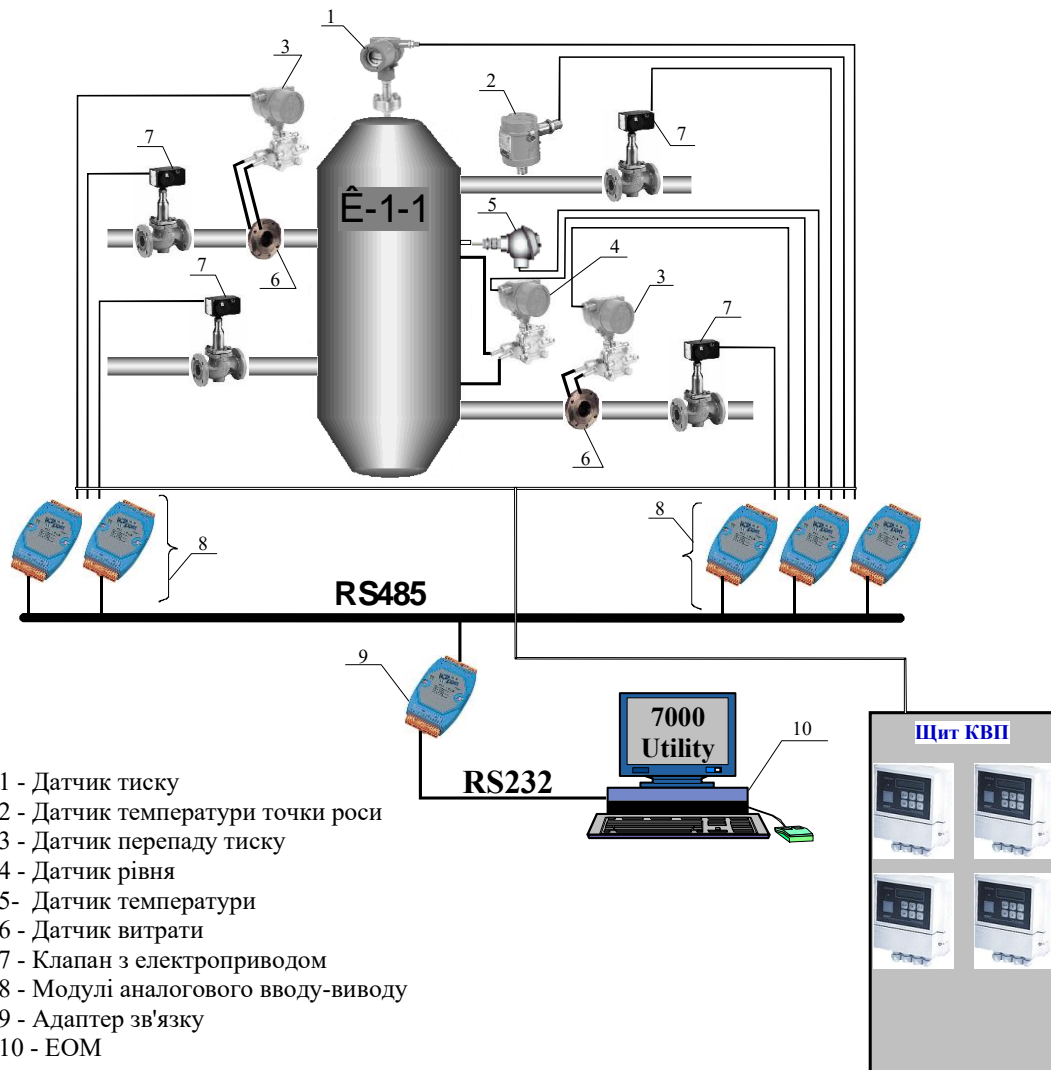 1
3
2
7
7
Ê-1-1
5
4
3
7
6
7
6
8
8
RS485
9
7000
Utility
10
RS232
Щит КВП
1 - Датчик тиску
2 - Датчик температури точки роси
3 - Датчик перепаду тиску
4 - Датчик рівня
5- Датчик температури
6 - Датчик витрати
7 - Клапан з електроприводом
8 - Модулі аналогового вводу-виводу
9 - Адаптер зв'язку
10 - ЕОМ